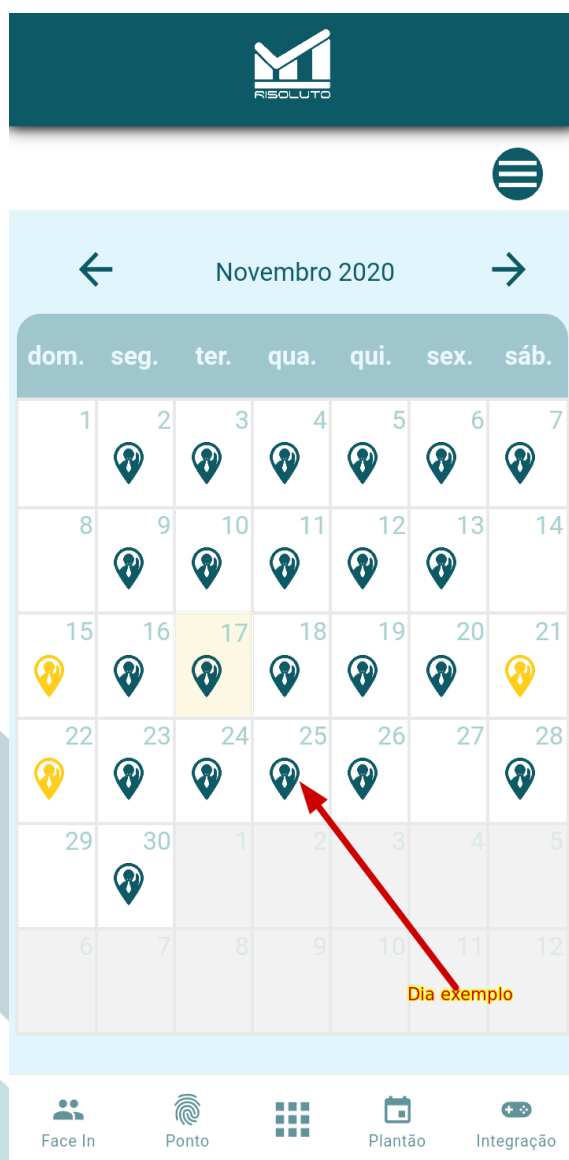 RISOLUTO
Novembro 2020
dom. seg. ter. qua. qui. sex. sáb.
1 2 3 4 5 6 7
8 9 10 11 12 13 14
15 16 17 18 19 20 21
22 23 24 25 26 27 28
29 30 1 2 3 4 5
6 7 8 9 10 11 12
Dia exemplo
Face In Ponto Plantão Integração